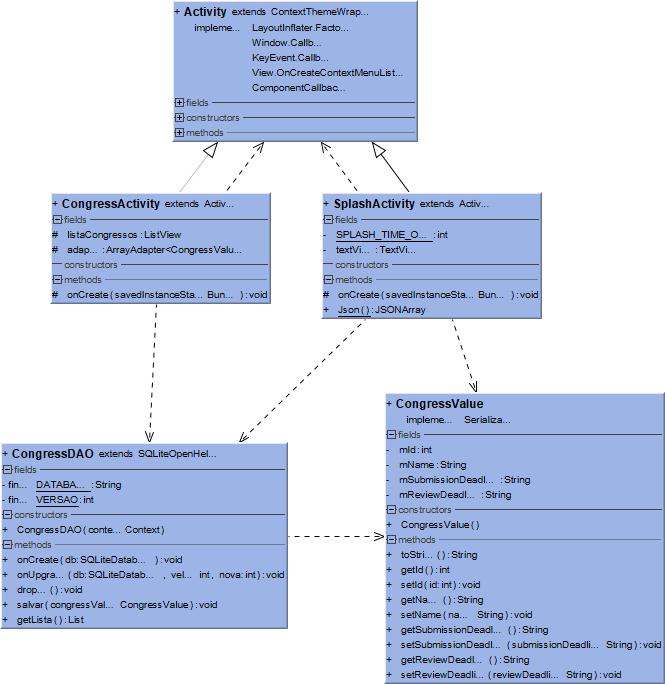 + Activity extends ContextThemeWrap...
impleme... LayoutInflater.Facto...
Window.Callb...
KeyEvent.Callb...
View.OnCreateContextMenuList...
ComponentCallbac...
fields
constructors
methods
+ CongressActivity extends Activ...
fields
# listaCongressos : ListView
# adap... : ArrayAdapter<CongressValu...
constructors
methods
# onCreate(savedInstanceSta... Bun... ) : void
+ SplashActivity extends Activ...
fields
- SPLASH_TIME_O... : int
- textVi... : TextVi...
constructors
methods
# onCreate(savedInstanceSta... Bun... ) : void
+ Json() : JSONArray
+ CongressDAO extends SQLiteOpenHel...
fields
- fin... DATABA... : String
- fin... VERSAO : int
constructors
+ CongressDAO(conte... Context)
methods
+ onCreate(db:SQLiteDatab... ) : void
+ onUpgra... (db:SQLiteDatab... , vel... int, nova:int) : void
+ drop... () : void
+ salvar(congressVal... CongressValue) : void
+ getLista() : List
+ CongressValue
impleme... Serializa...
fields
- mId : int
- mName : String
- mSubmissionDeadl... : String
- mReviewDeadl... : String
constructors
+ CongressValue()
methods
+ toStri... () : String
+ getId() : int
+ setId(id: int) : void
+ getNa... () : String
+ setName(na... String) : void
+ getSubmissionDeadl... () : String
+ setSubmissionDeadl... (submissionDeadli... String) : void
+ getReviewDeadl... () : String
+ setReviewDeadli... (reviewDeadli... String) : void